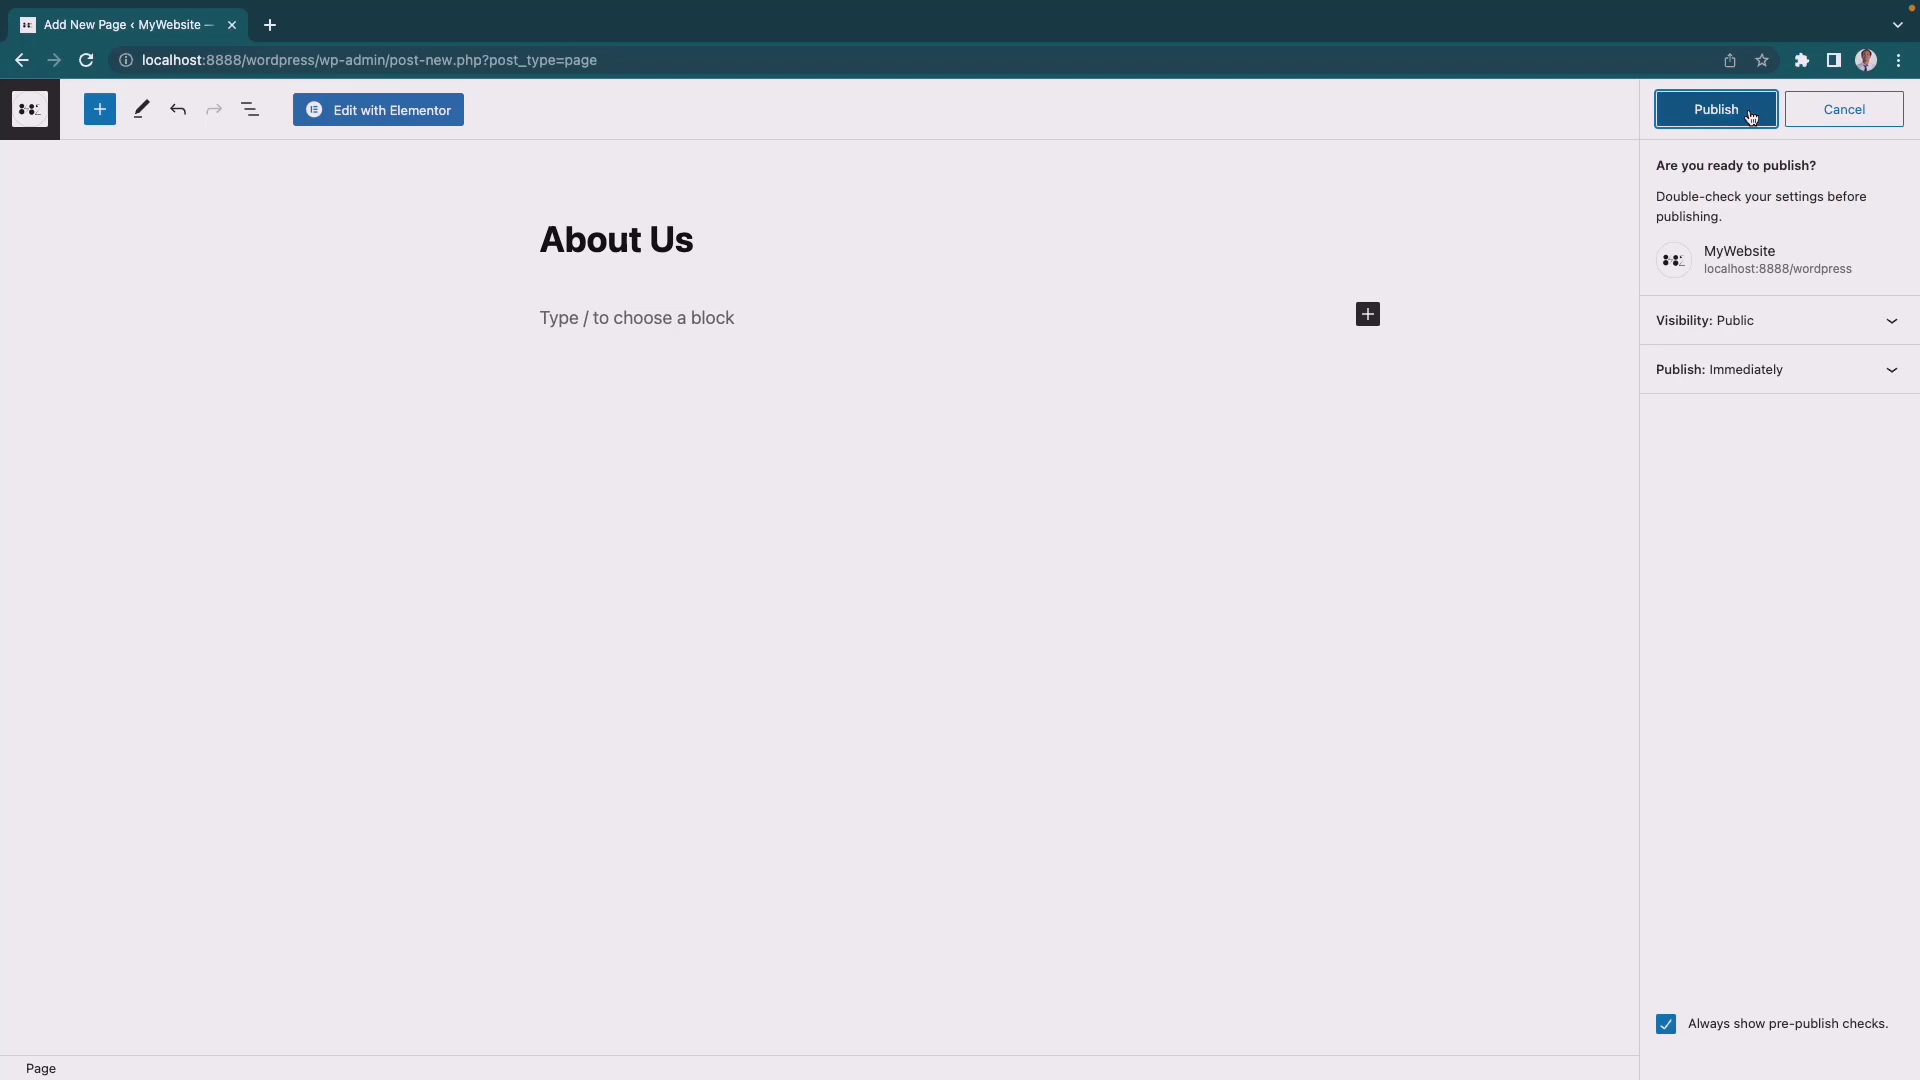 Add New Page ‹ MyWebsite —
localhost:8888/wordpress/wp-admin/post-new.php?post_type=page
Edit with Elementor
Publish
Cancel
Are you ready to publish?
Double-check your settings before
publishing.
MyWebsite
localhost:8888/wordpress
Visibility: Public
Publish: Immediately
About Us
Type / to choose a block
Always show pre-publish checks.
Page